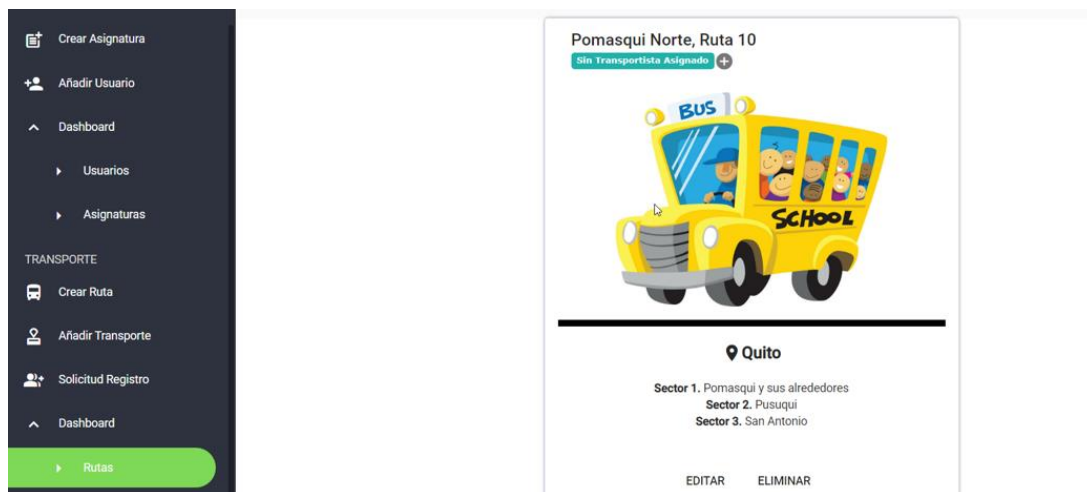 Crear Asignatura
Añadir Usuario
Dashboard
Usuarios
Asignaturas
TRANSPORTE
Crear Ruta
Añadir Transporte
Solicitud Registro
Dashboard
Rutas
Pomasqui Norte, Ruta 10
Sin Transportista Asignado
BUS
SCHOOL
Quito
Sector 1. Pomasqui y sus alrededores
Sector 2. Pusuqui
Sector 3. San Antonio
EDITAR ELIMINAR